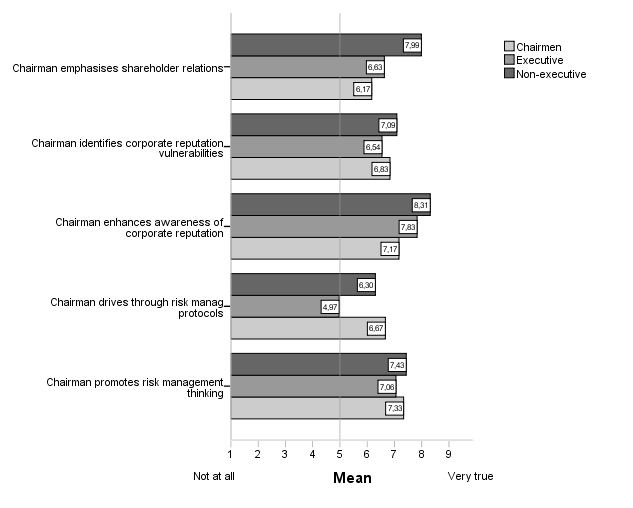 Chairmen
Executive
Non-executive
7,99
Chairman emphasises shareholder relations
6,63
6,17
7,09
Chairman identifies corporate reputation
vulnerabilities
6,54
6,83
8,31
Chairman enhances awareness of
corporate reputation
7,83
7,17
6,30
Chairman drives through risk manag
protocols
4,97
6,67
7,43
Chairman promotes risk management
thinking
7,06
7,33
1 2 3 4 5 6 7 8 9
Not at all Mean Very true